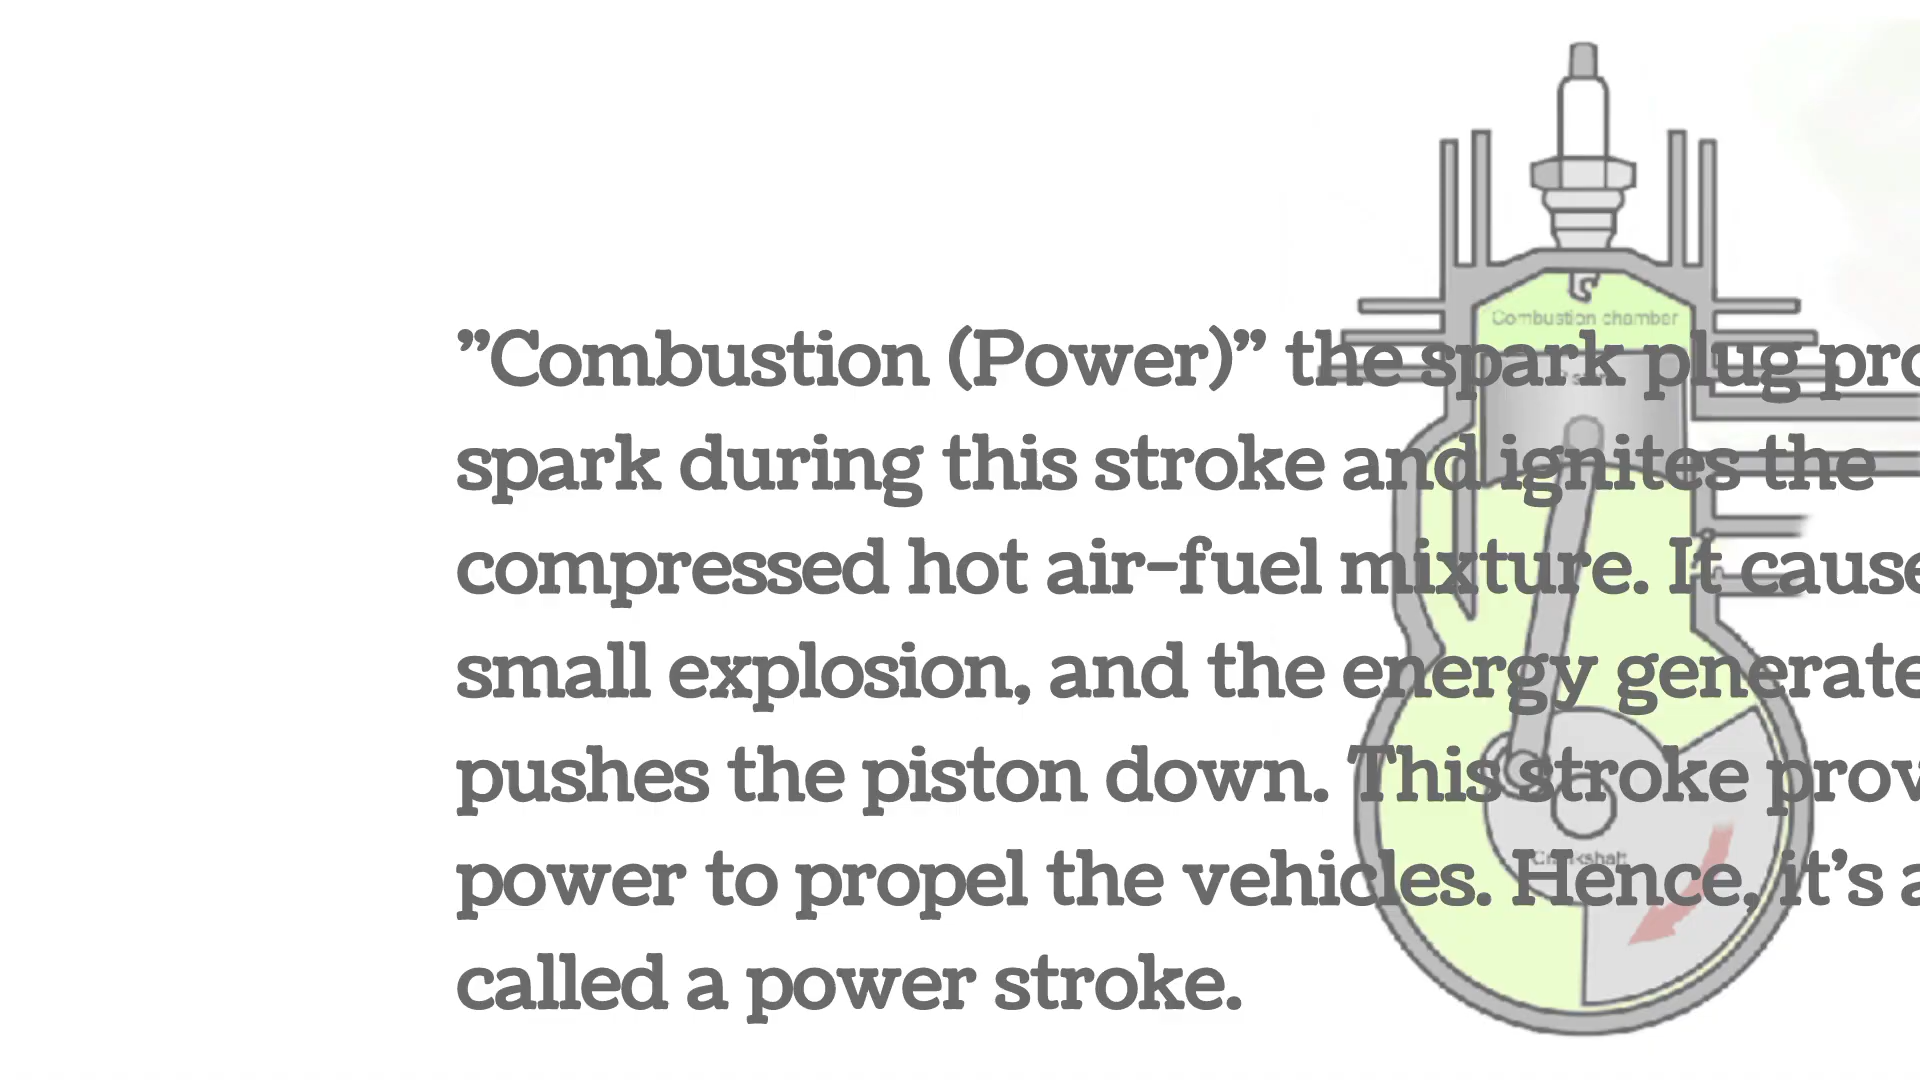 Combustion chamber
”Combustion (Power)” the spark plug pro
spark during this stroke and ignites the
compressed hot air-fuel mixture. It cause
small explosion, and the energy generate
pushes the piston down. This stroke prov
power to propel the vehicles. Hence, it’s a
called a power stroke.
Crankshaft